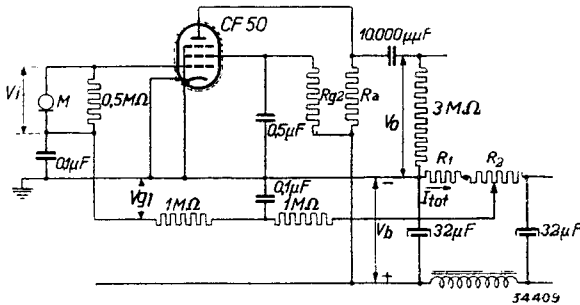 CF 50
10.000μμF
Vi
M
0,5MΩ
Rg2
Ra
Vo
3 MΩ
0,5μF
0,1μF
R1
R2
Vg1
0,1μF
Itot
1MΩ
1MΩ
Vb
32μF
32μF
34409